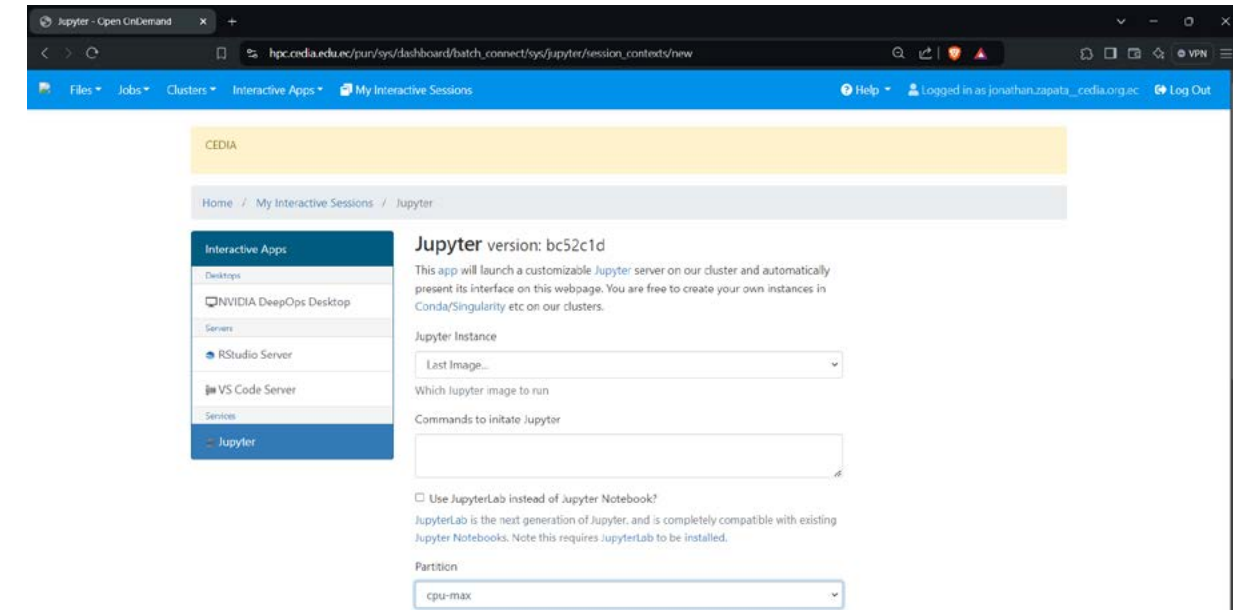 Jupyter - Open OnDemand
hpc.cedia.edu.ec/pun/sys/dashboard/batch_connect/sys/jupyter/session_contexts/new
VPN
Files
Jobs
Clusters
Interactive Apps
My Interactive Sessions
Help
Logged in as jonathan.zapata__cedia.org.ec
Log Out
CEDIA
Home / My Interactive Sessions / Jupyter
Interactive Apps
Desktops
NVIDIA DeepOps Desktop
Servers
RStudio Server
VS Code Server
Services
Jupyter
Jupyter version: bc52c1d
This app will launch a customizable Jupyter server on our cluster and automatically
present its interface on this webpage. You are free to create your own instances in
Conda/Singularity etc on our clusters.
Jupyter Instance
Last Image...
Which Jupyter image to run
Commands to initate Jupyter
Use JupyterLab instead of Jupyter Notebook?
JupyterLab is the next generation of Jupyter, and is completely compatible with existing
Jupyter Notebooks. Note this requires JupyterLab to be installed.
Partition
cpu-max